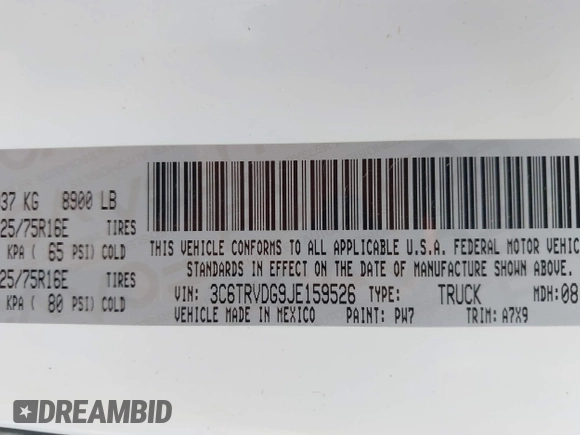 37 KG 8900 LB
25/75R16E TIRES
KPA ( 65 PSI) COLD
25/75R16E TIRES
KPA ( 80 PSI) COLD
THIS VEHICLE CONFORMS TO ALL APPLICABLE U.S.A. FEDERAL MOTOR VEHIC
STANDARDS IN EFFECT ON THE DATE OF MANUFACTURE SHOWN ABOVE.
VIN: 3C6TRVDG9JE159526 TYPE: TRUCK MDH: 08
VEHICLE MADE IN MEXICO PAINT: PW7 TRIM: A7X9
DREAMBID